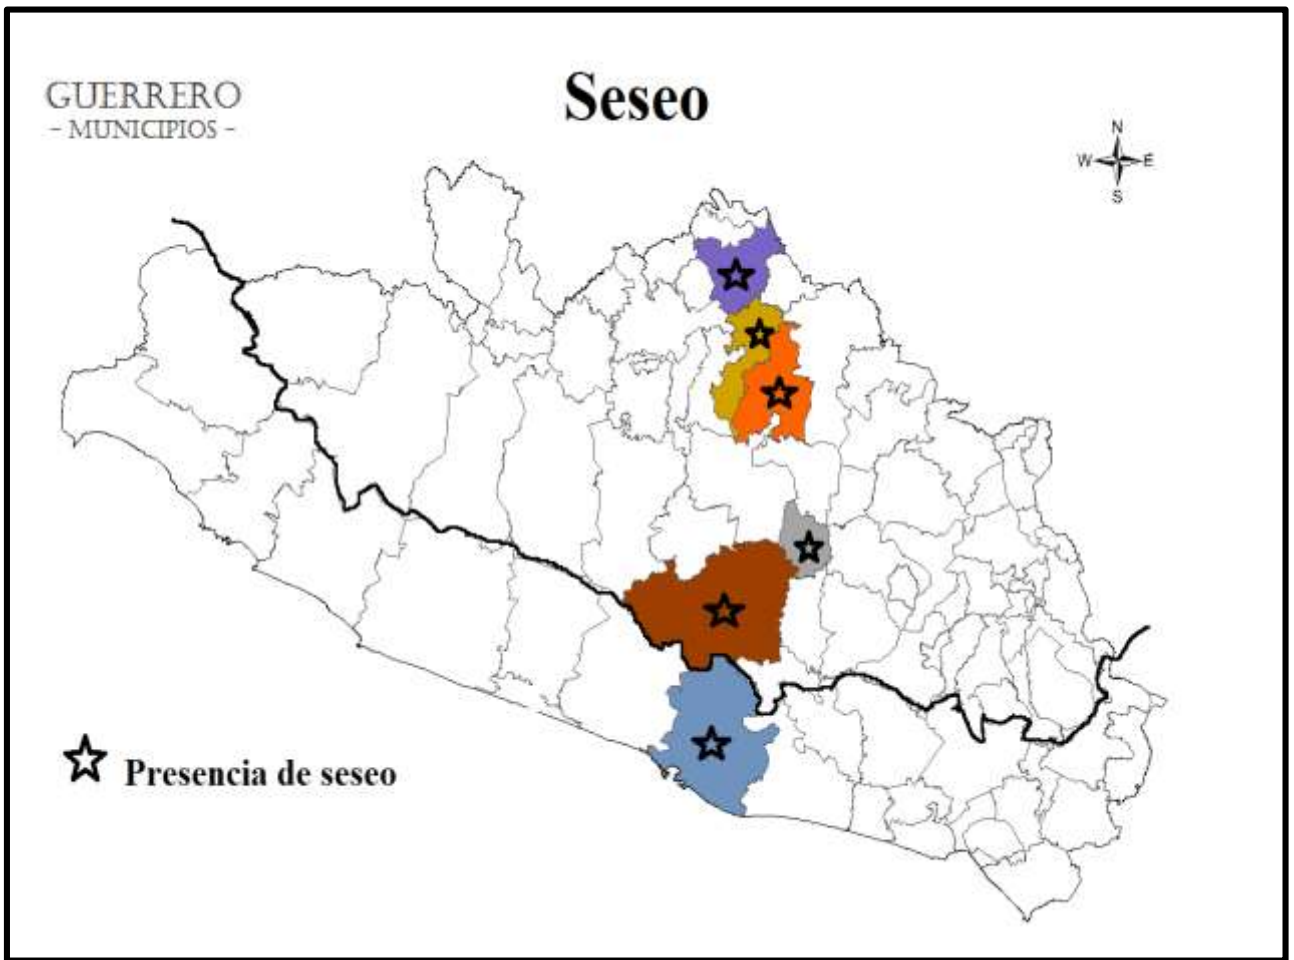 GUERRERO
- MUNICIPIOS -
Seseo
N
W E
S
Presencia de seseo